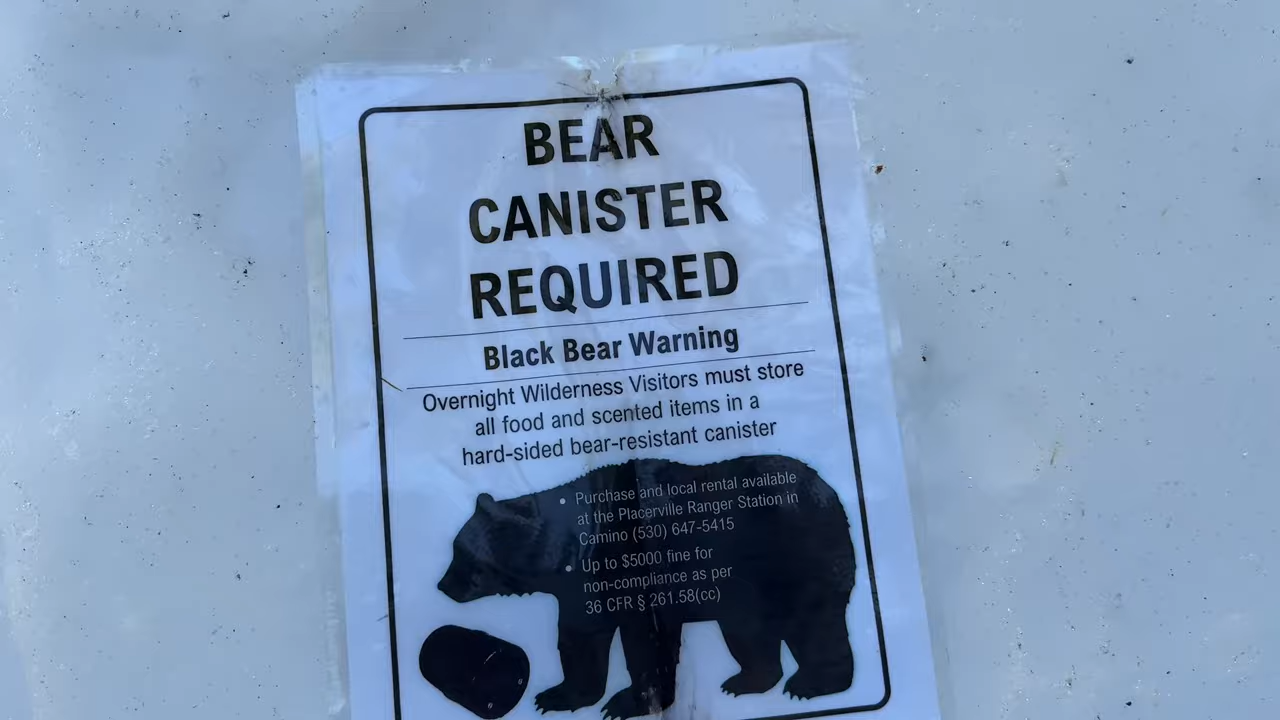 BEAR
CANISTER
REQUIRED
Black Bear Warning
Overnight Wilderness Visitors must store
all food and scented items in a
hard-sided bear-resistant canister
• Purchase and local rental available
at the Placerville Ranger Station in
Camino (530) 647-5415
• Up to $5000 fine for
non-compliance as per
36 CFR § 261.58(cc)